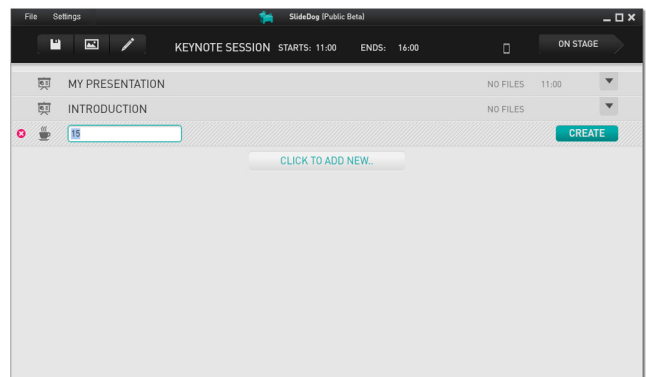 File Settings SlideDog (Public Beta)
KEYNOTE SESSION STARTS: 11:00 ENDS: 16:00 ON STAGE
MY PRESENTATION NO FILES 11:00
INTRODUCTION NO FILES
15 CREATE
CLICK TO ADD NEW..